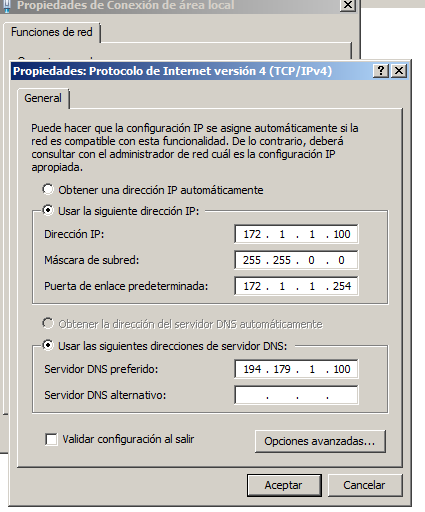 Propiedades de Conexión de área local
Funciones de red
Propiedades: Protocolo de Internet versión 4 (TCP/IPv4)
General
Puede hacer que la configuración IP se asigne automáticamente si la
red es compatible con esta funcionalidad. De lo contrario, deberá
consultar con el administrador de red cuál es la configuración IP
apropiada.
Obtener una dirección IP automáticamente
Usar la siguiente dirección IP:
Dirección IP: 172 . 1 . 1 . 100
Máscara de subred: 255 . 255 . 0 . 0
Puerta de enlace predeterminada: 172 . 1 . 1 . 254
Obtener la dirección del servidor DNS automáticamente
Usar las siguientes direcciones de servidor DNS:
Servidor DNS preferido: 194 . 179 . 1 . 100
Servidor DNS alternativo: . . .
Validar configuración al salir
Opciones avanzadas...
Aceptar Cancelar